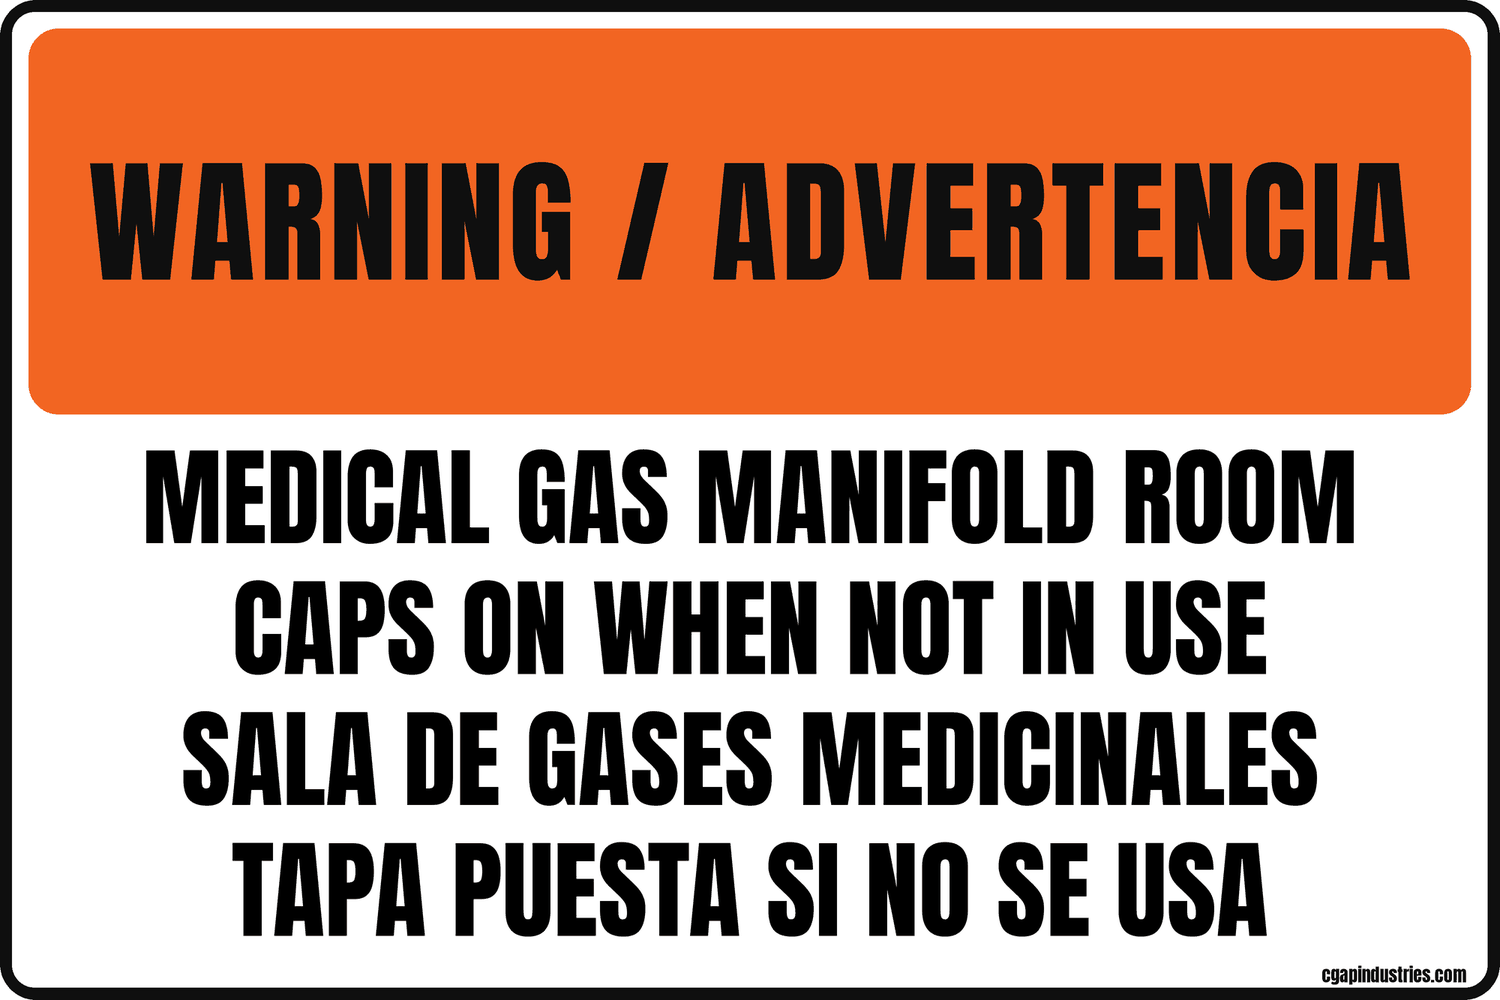 WARNING / ADVERTENCIA
MEDICAL GAS MANIFOLD ROOM
CAPS ON WHEN NOT IN USE
SALA DE GASES MEDICINALES
TAPA PUESTA SI NO SE USA
cgapindustries.com